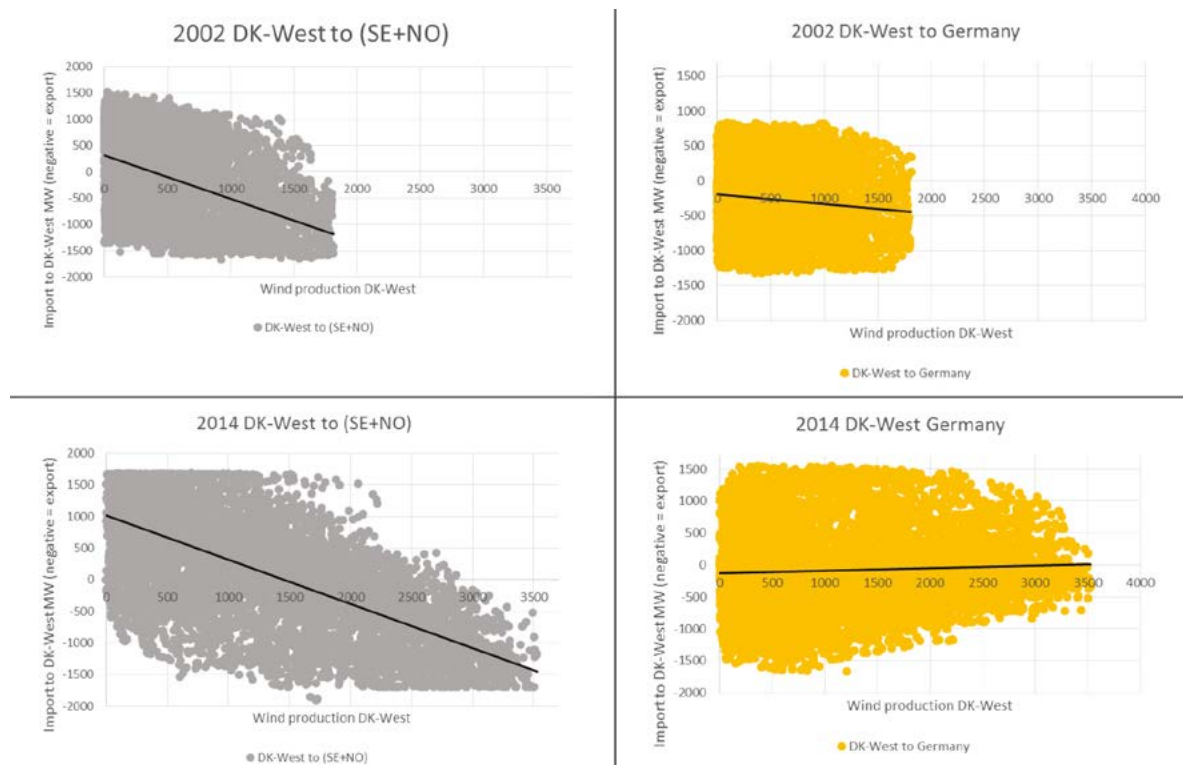 2002 DK-West to (SE+NO)
Import to DK-West MW (negative = export)
2000
1500
1000
500
0
-500
-1000
-1500
-2000
0 500 1000 1500 2000 2500 3000 3500
Wind production DK-West
DK-West to (SE+NO)
2002 DK-West to Germany
Import to DK-West MW (negative = export)
1500
1000
500
0
-500
-1000
-1500
-2000
0 500 1000 1500 2000 2500 3000 3500 4000
Wind production DK-West
DK-West to Germany
2014 DK-West to (SE+NO)
Import to DK-West MW (negative = export)
2000
1500
1000
500
0
-500
-1000
-1500
-2000
0 500 1000 1500 2000 2500 3000 3500
Wind production DK-West
DK-West to (SE+NO)
2014 DK-West Germany
Import to DK-West MW (negative = export)
1500
1000
500
0
-500
-1000
-1500
-2000
0 500 1000 1500 2000 2500 3000 3500 4000
Wind production DK-West
DK-West to Germany